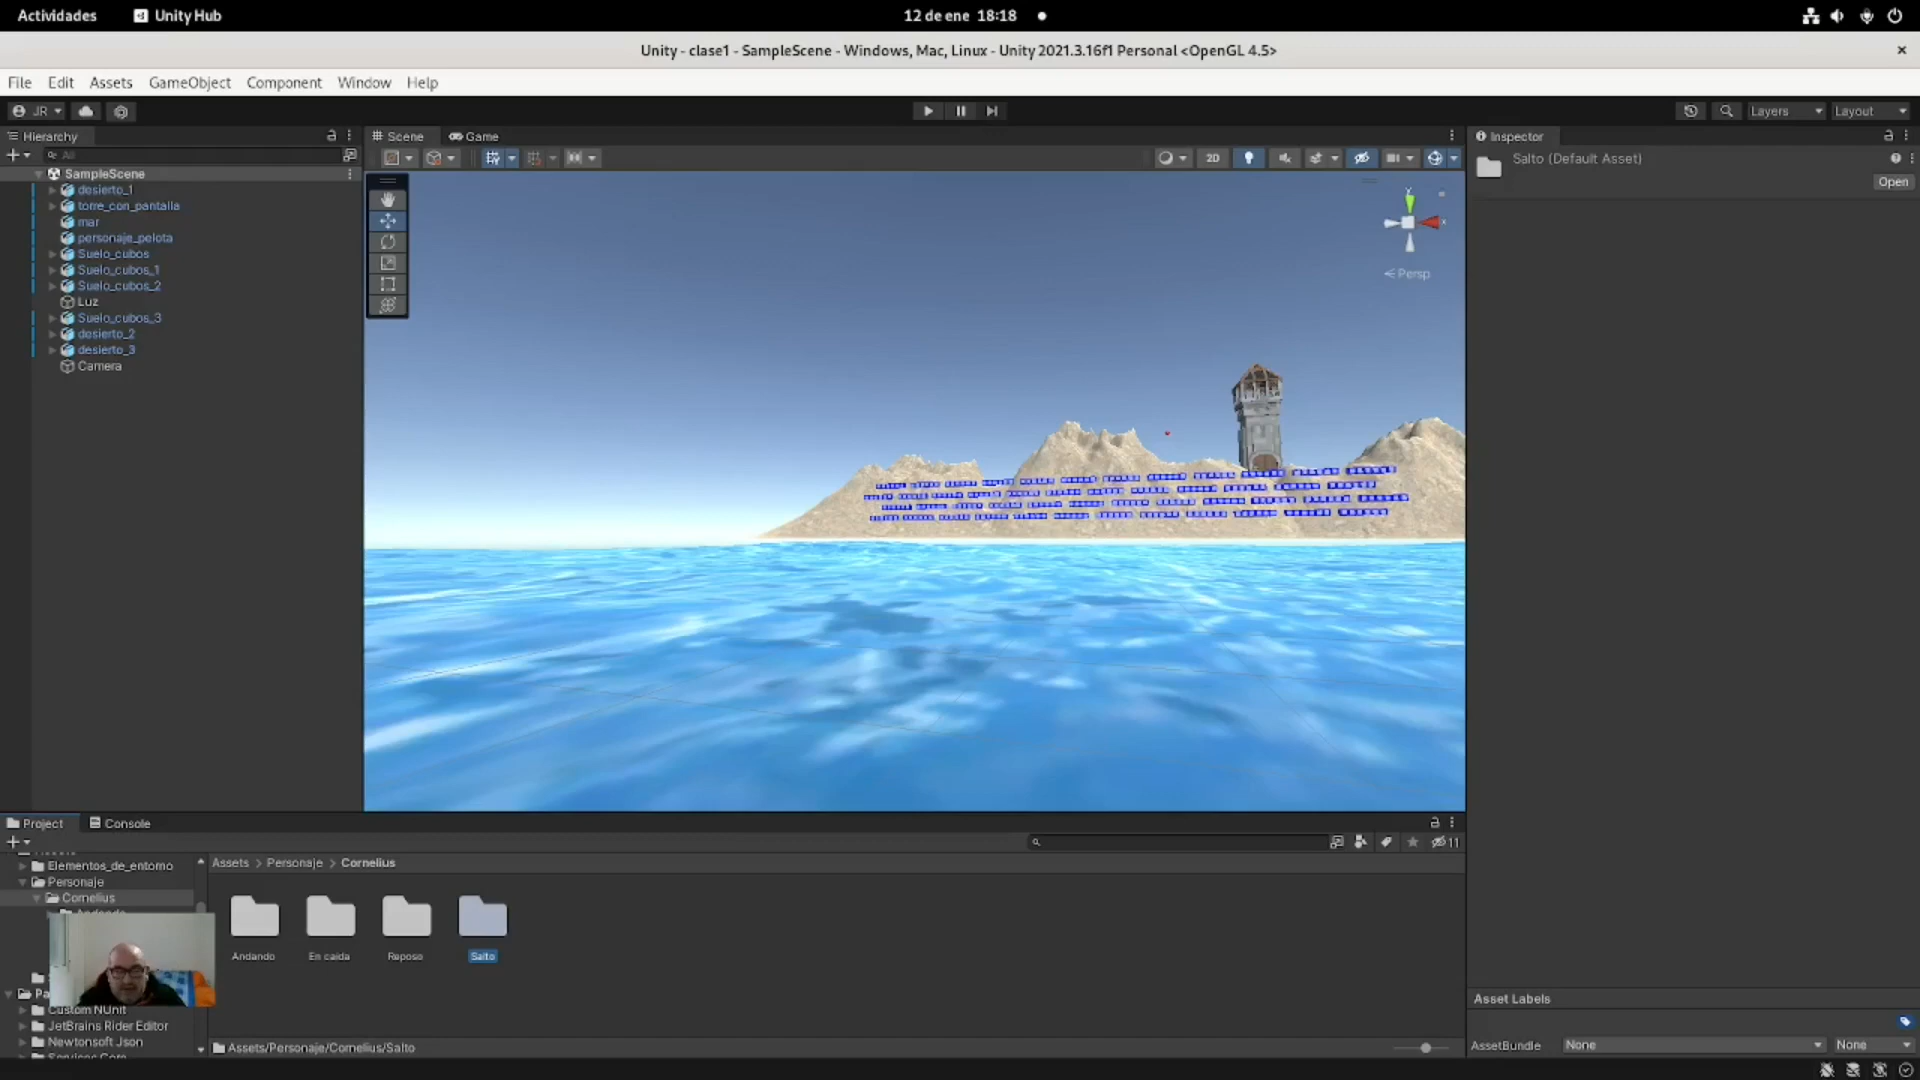 Actividades
Unity Hub
12 de ene 18:18
Unity - clase1 - SampleScene - Windows, Mac, Linux - Unity 2021.3.16f1 Personal <OpenGL 4.5>
File Edit Assets GameObject Component Window Help
JR
Layers
Layout
Hierarchy
All
SampleScene
desierto_1
torre_con_pantalla
mar
personaje_pelota
Suelo_cubos
Suelo_cubos_1
Suelo_cubos_2
Luz
Suelo_cubos_3
desierto_2
desierto_3
Camera
Scene
Game
2D
y
x
Persp
Inspector
Salto (Default Asset)
Open
Project
Console
11
Elementos_de_entorno
Personaje
Cornelius
Custom NUnit
JetBrains Rider Editor
Newtonsoft Json
Assets > Personaje > Cornelius
Andando
En caida
Reposo
Salto
Assets/Personaje/Cornelius/Salto
Asset Labels
AssetBundle
None
None